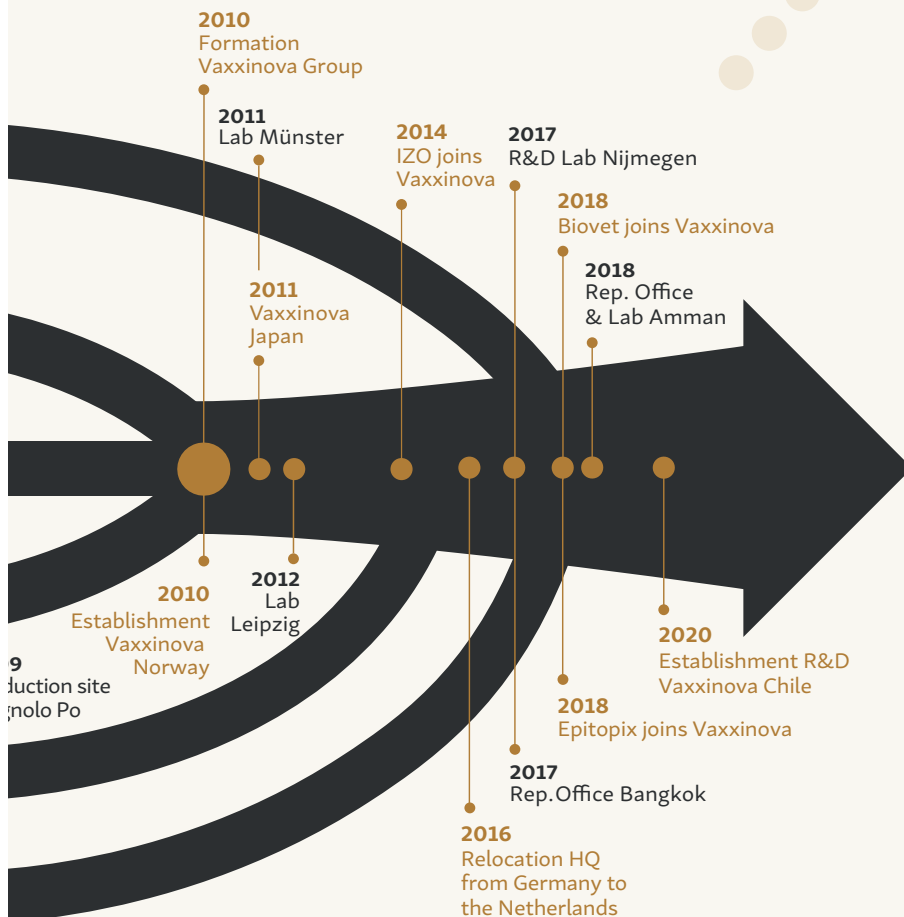 2010
Formation
Vaxxinova Group
2011
Lab Münster
2014
IZO joins
Vaxxinova
2017
R&D Lab Nijmegen
2018
Biovet joins Vaxxinova
2018
Rep. Office
& Lab Amman
2011
Vaxxinova
Japan
2010
Establishment
Vaxxinova
Norway
2012
Lab
Leipzig
site
Po
2020
Establishment R&D
Vaxxinova Chile
2018
Epitopix joins Vaxxinova
2017
Rep.Office Bangkok
2016
Relocation HQ
from Germany to
the Netherlands